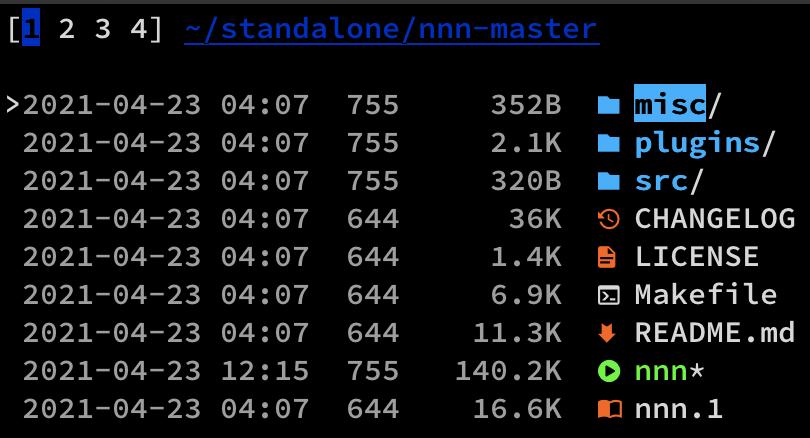 [1 2 3 4] ~/standalone/nnn-master
>2021-04-23 04:07 755 352B misc/
2021-04-23 04:07 755 2.1K plugins/
2021-04-23 04:07 755 320B src/
2021-04-23 04:07 644 36K CHANGELOG
2021-04-23 04:07 644 1.4K LICENSE
2021-04-23 04:07 644 6.9K Makefile
2021-04-23 04:07 644 11.3K README.md
2021-04-23 12:15 755 140.2K nnn*
2021-04-23 04:07 644 16.6K nnn.1